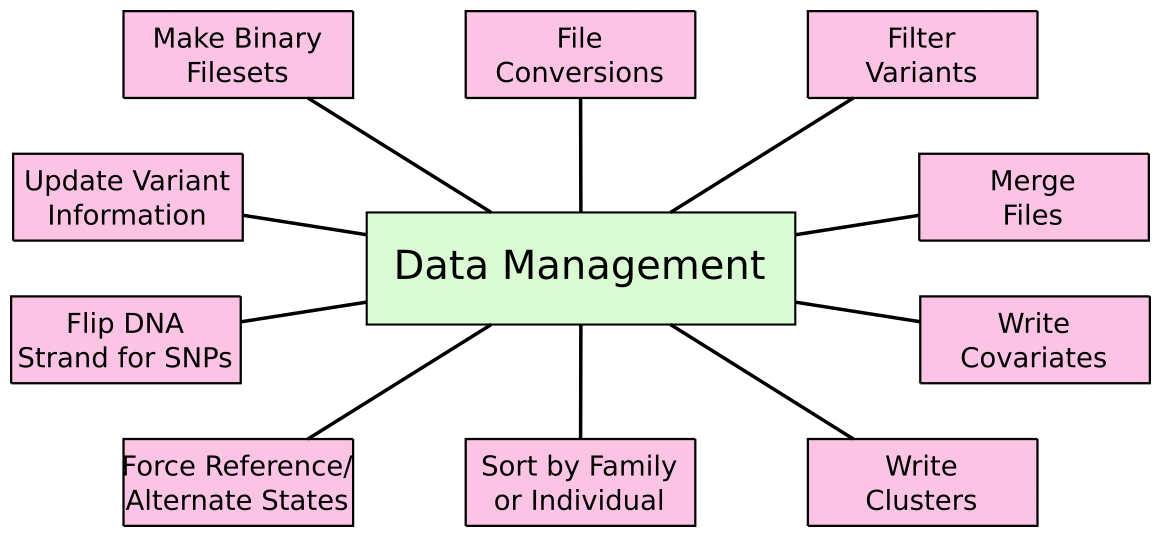 Make Binary
Filesets
File
Conversions
Filter
Variants
Update Variant
Information
Merge
Files
Data Management
Flip DNA
Strand for SNPs
Write
Covariates
Force Reference/
Alternate States
Sort by Family
or Individual
Write
Clusters